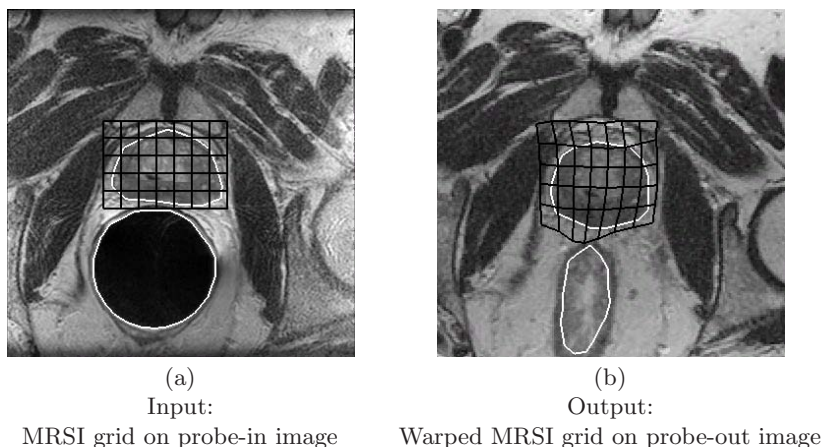 (a)
Input:
MRSI grid on probe-in image
(b)
Output:
Warped MRSI grid on probe-out image